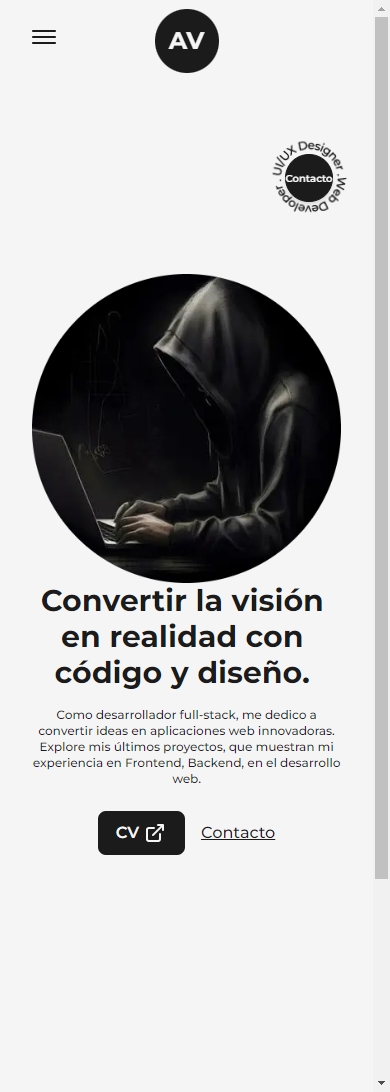 AV
UI/UX Designer · Web Developer ·
Contacto
Convertir la visión
en realidad con
código y diseño.
Como desarrollador full-stack, me dedico a
convertir ideas en aplicaciones web innovadoras.
Explore mis últimos proyectos, que muestran mi
experiencia en Frontend, Backend, en el desarrollo
web.
CV
Contacto